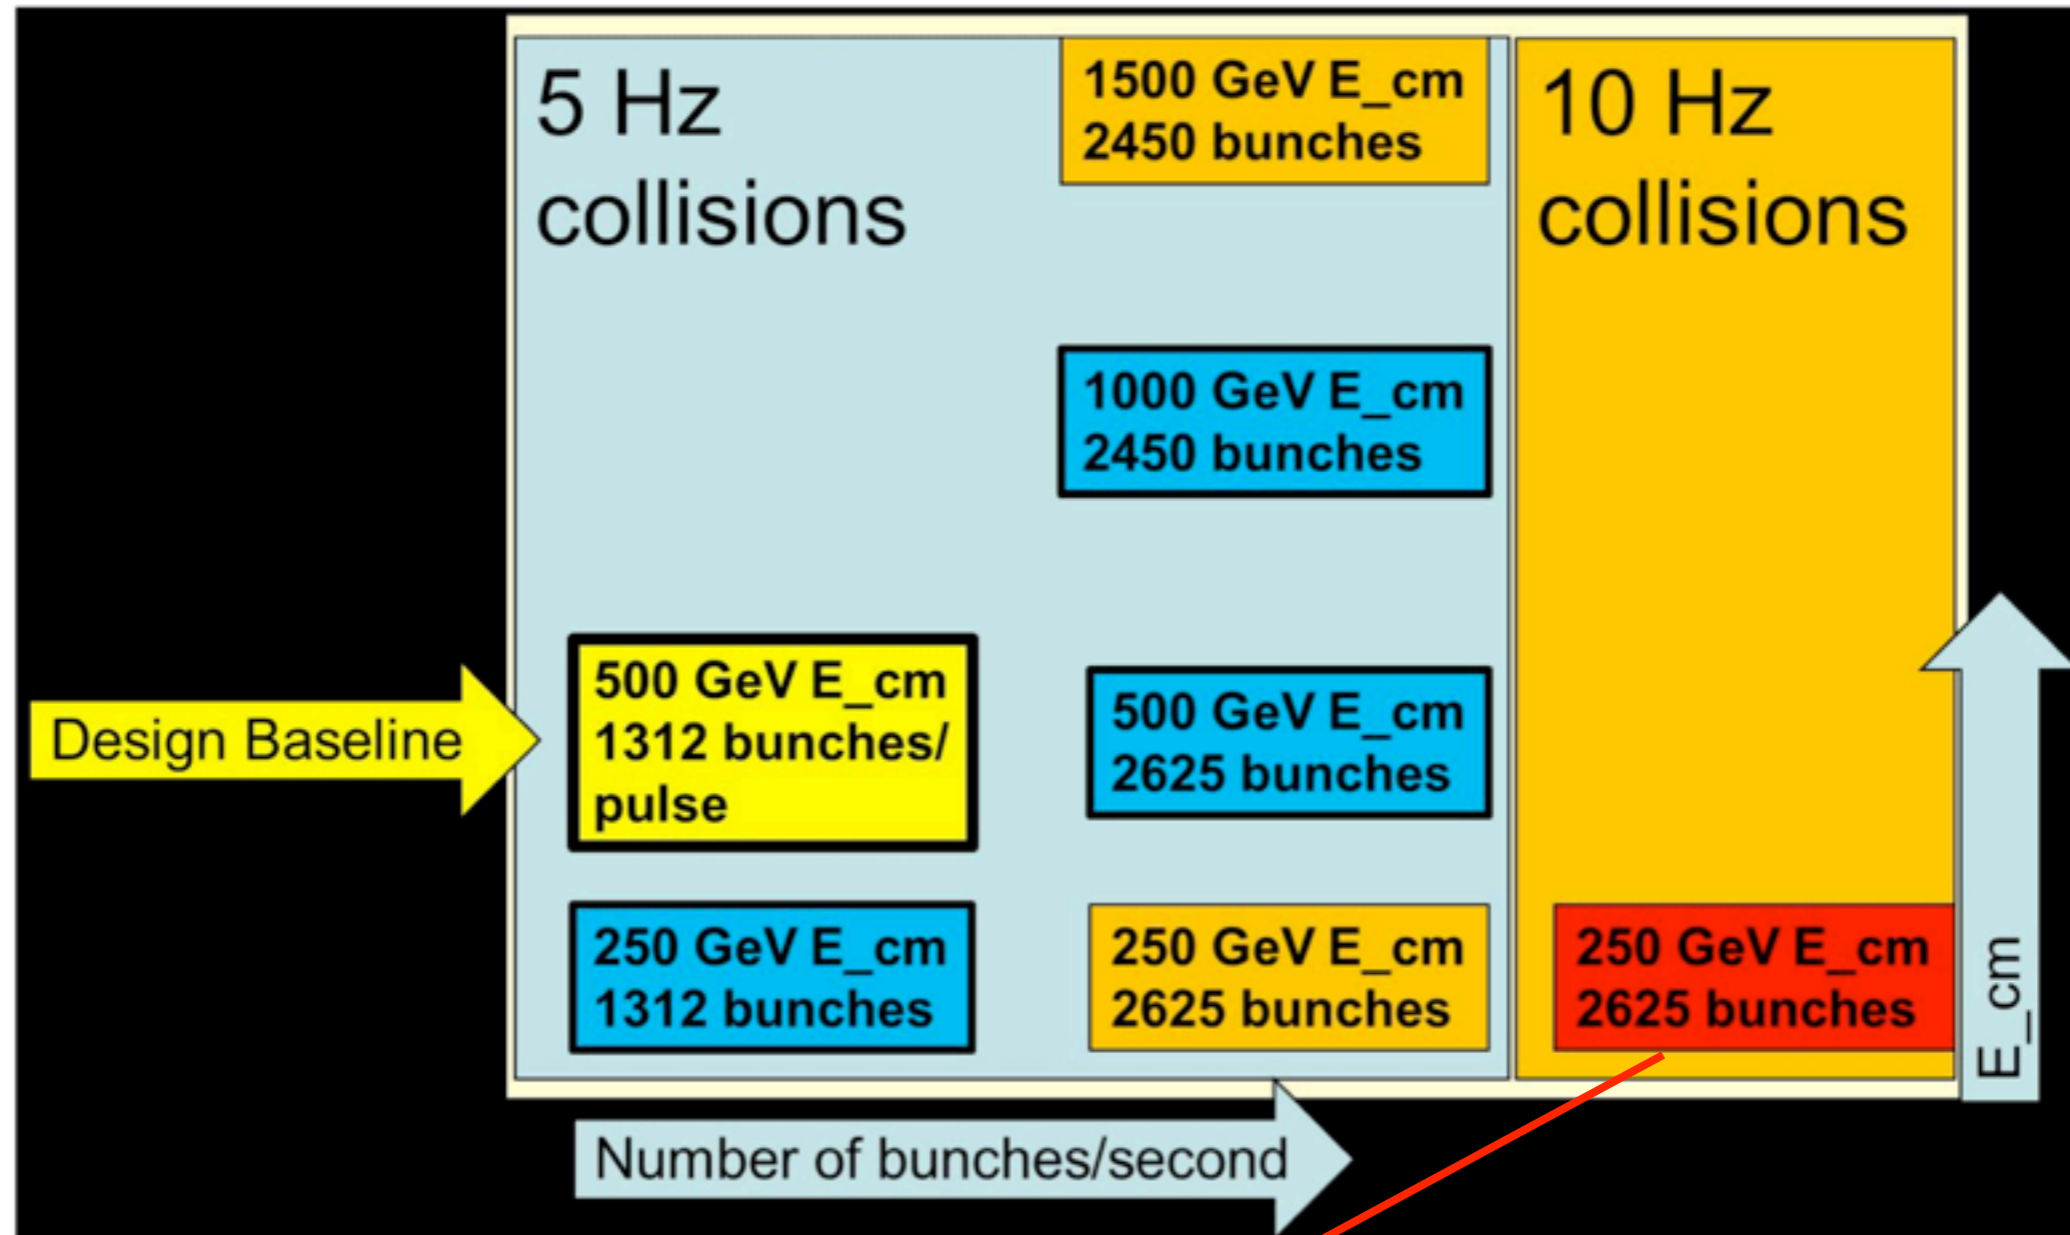 5 Hz
collisions
1500 GeV E_cm
2450 bunches
10 Hz
collisions
1000 GeV E_cm
2450 bunches
Design Baseline
500 GeV E_cm
1312 bunches/
pulse
500 GeV E_cm
2625 bunches
250 GeV E_cm
1312 bunches
250 GeV E_cm
2625 bunches
250 GeV E_cm
2625 bunches
E_cm
Number of bunches/second